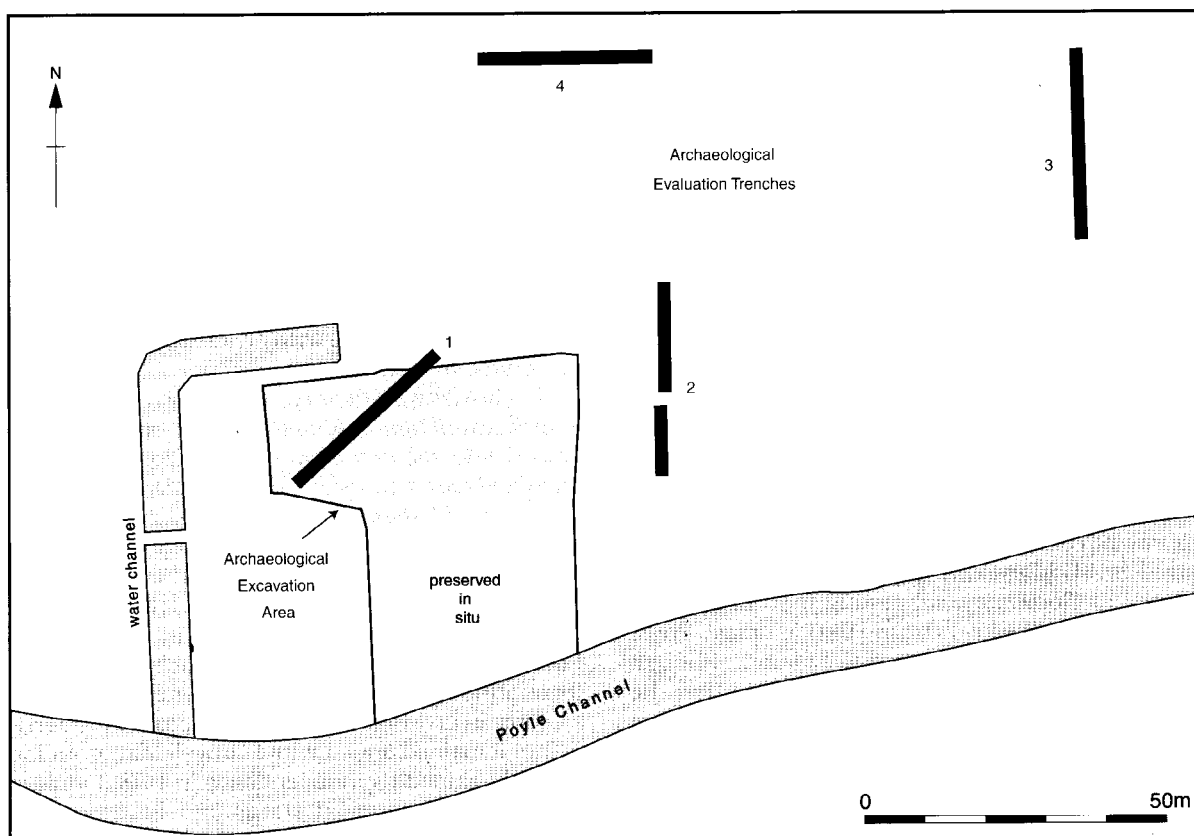 N
4
Archaeological
Evaluation Trenches
3
1
2
water channel
Archaeological
Excavation
Area
preserved
in
situ
Poyle Channel
0
50m